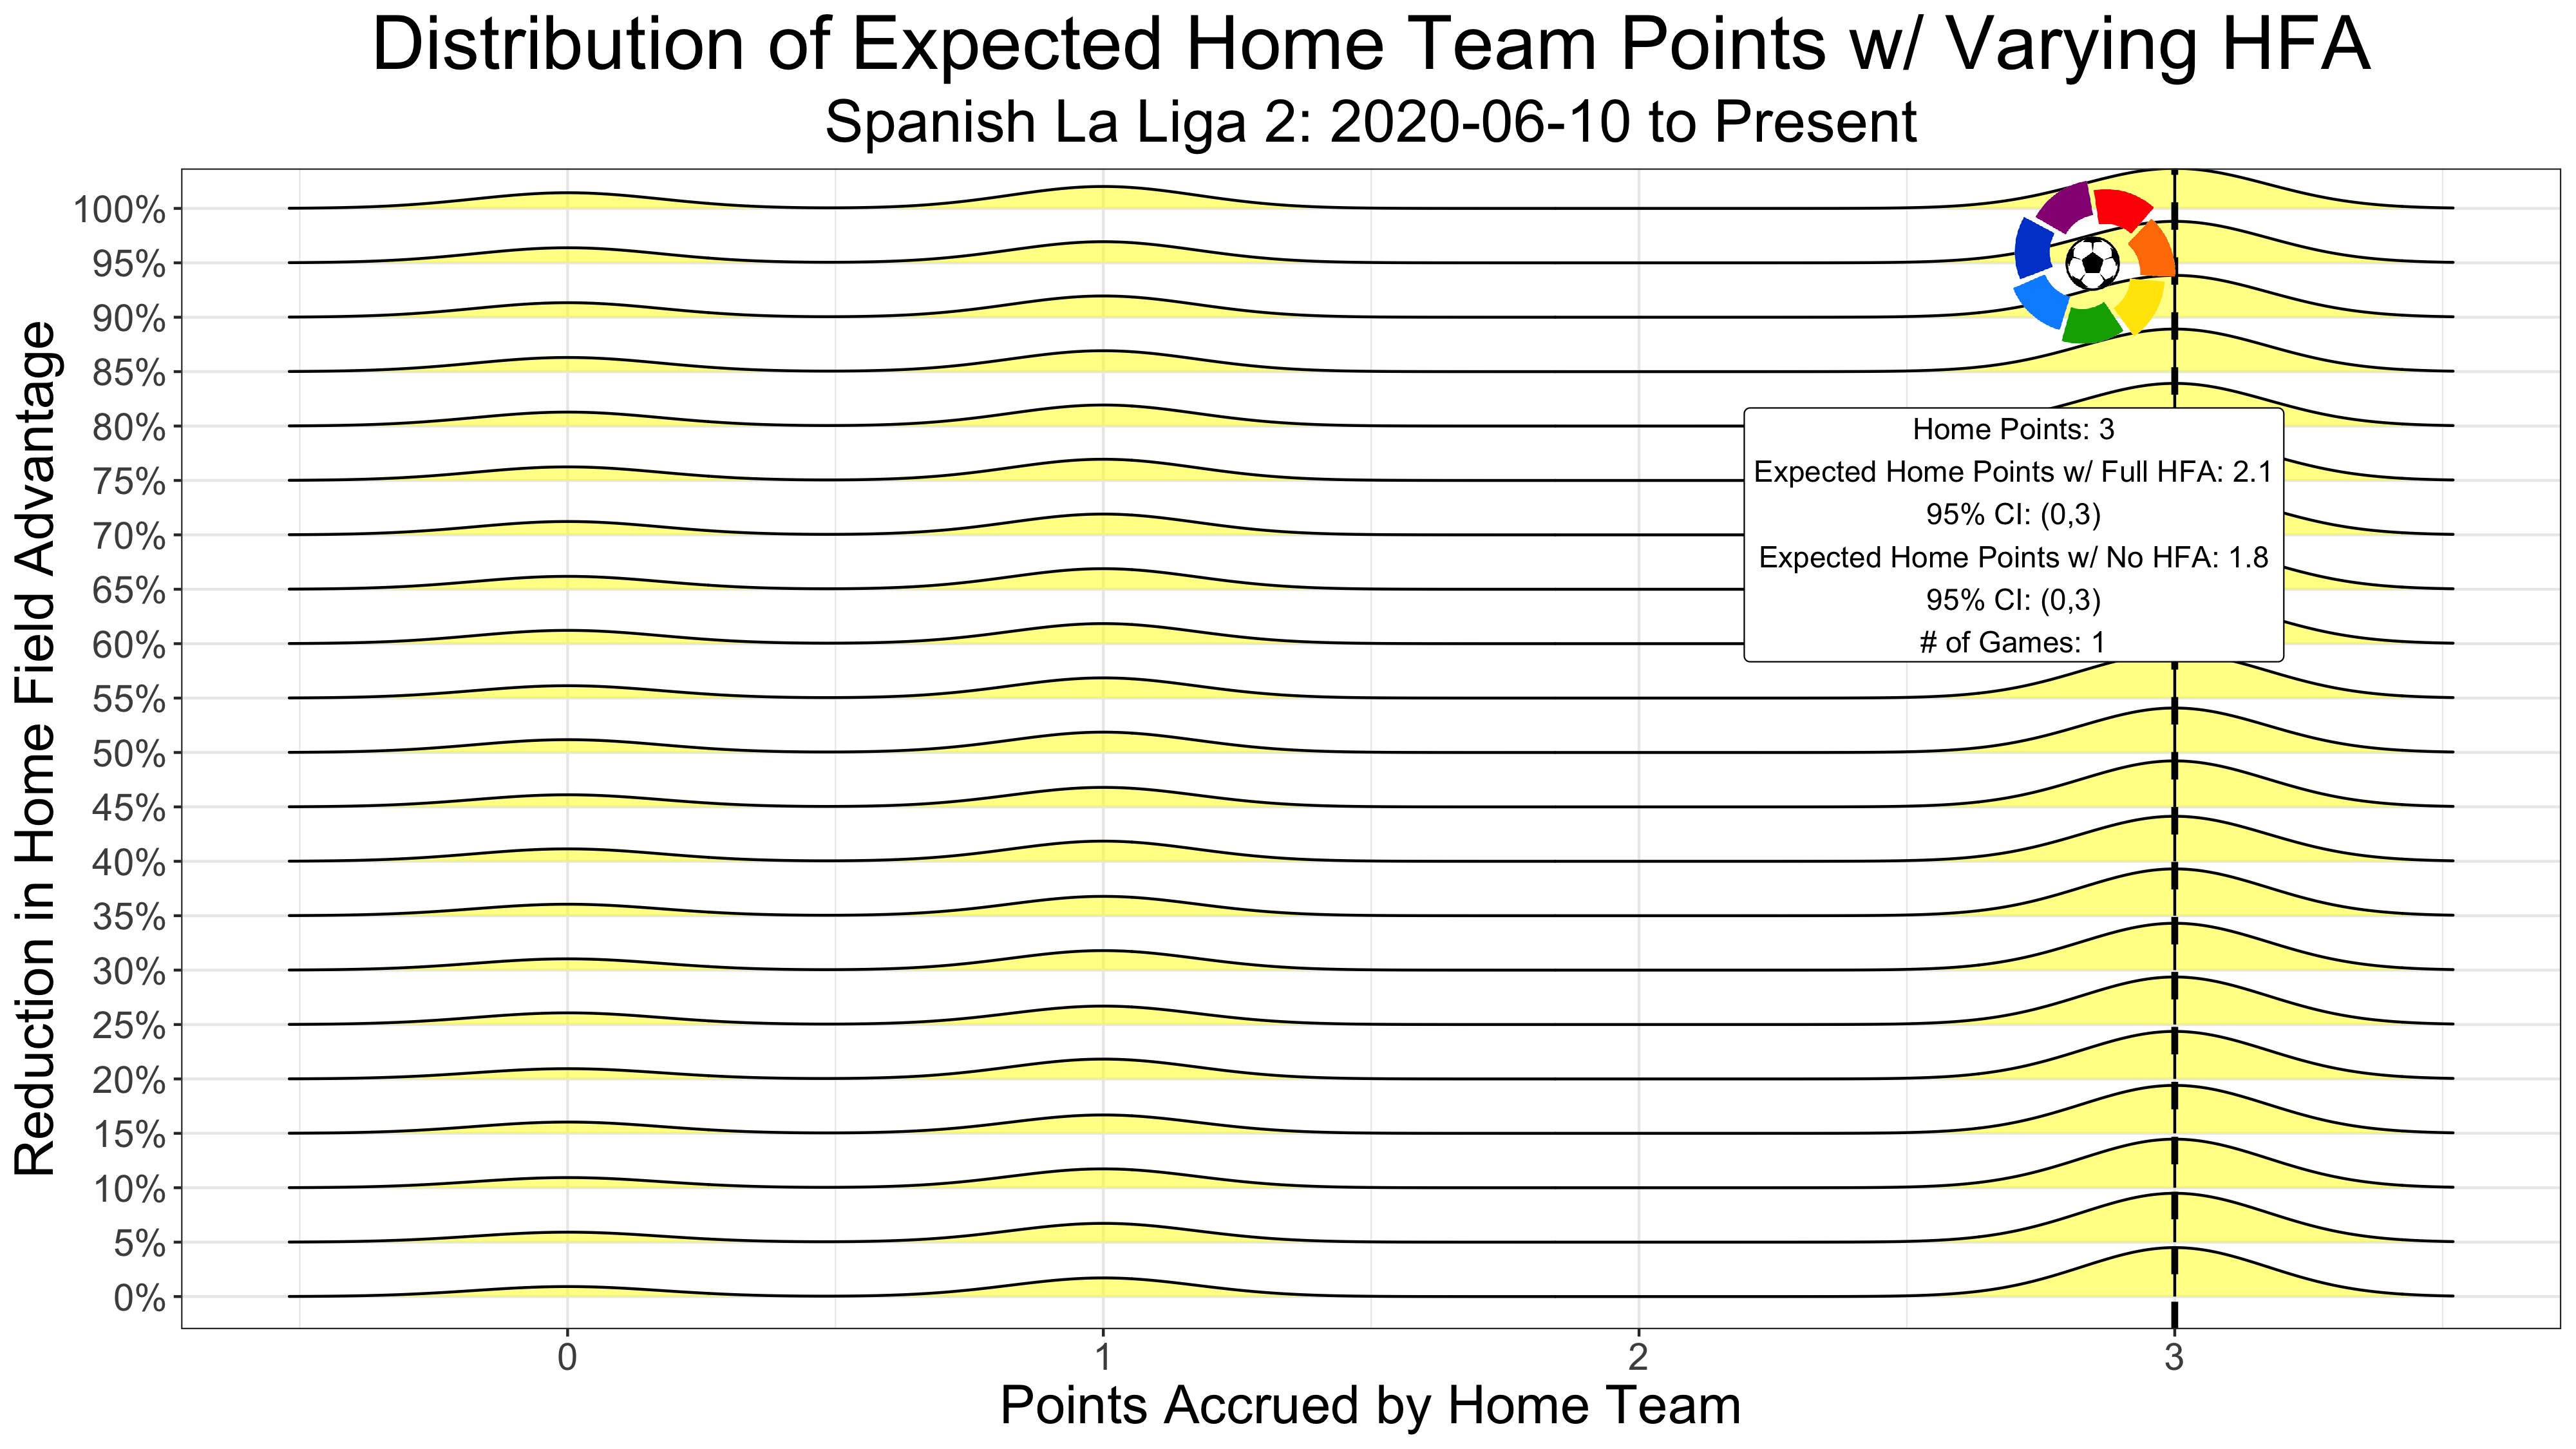 Distribution of Expected Home Team Points w/ Varying HFA
Spanish La Liga 2: 2020-06-10 to Present
Reduction in Home Field Advantage
100%
95%
90%
85%
80%
75%
70%
65%
60%
55%
50%
45%
40%
35%
30%
25%
20%
15%
10%
5%
0%
Home Points: 3
Expected Home Points w/ Full HFA: 2.1
95% CI: (0,3)
Expected Home Points w/ No HFA: 1.8
95% CI: (0,3)
# of Games: 1
0 1 2 3
Points Accrued by Home Team